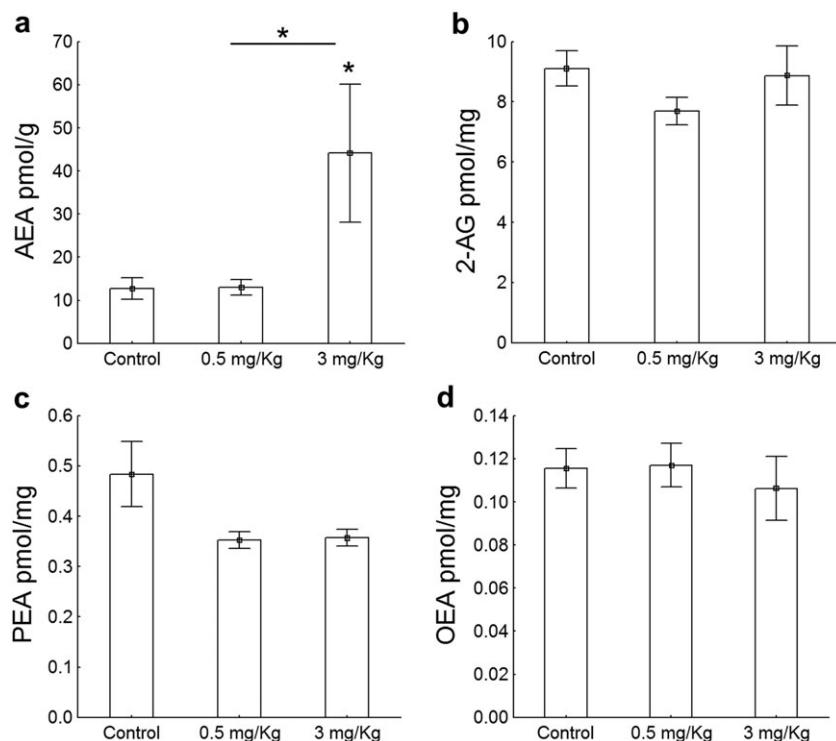 a
*
*
AEA pmol/g
70
60
50
40
30
20
10
0
Control 0.5 mg/Kg 3 mg/Kg
b
2-AG pmol/mg
10
8
6
4
2
0
Control 0.5 mg/Kg 3 mg/Kg
c
PEA pmol/mg
0.6
0.5
0.4
0.3
0.2
0.1
0.0
Control 0.5 mg/Kg 3 mg/Kg
d
OEA pmol/mg
0.14
0.12
0.10
0.08
0.06
0.04
0.02
0.00
Control 0.5 mg/Kg 3 mg/Kg